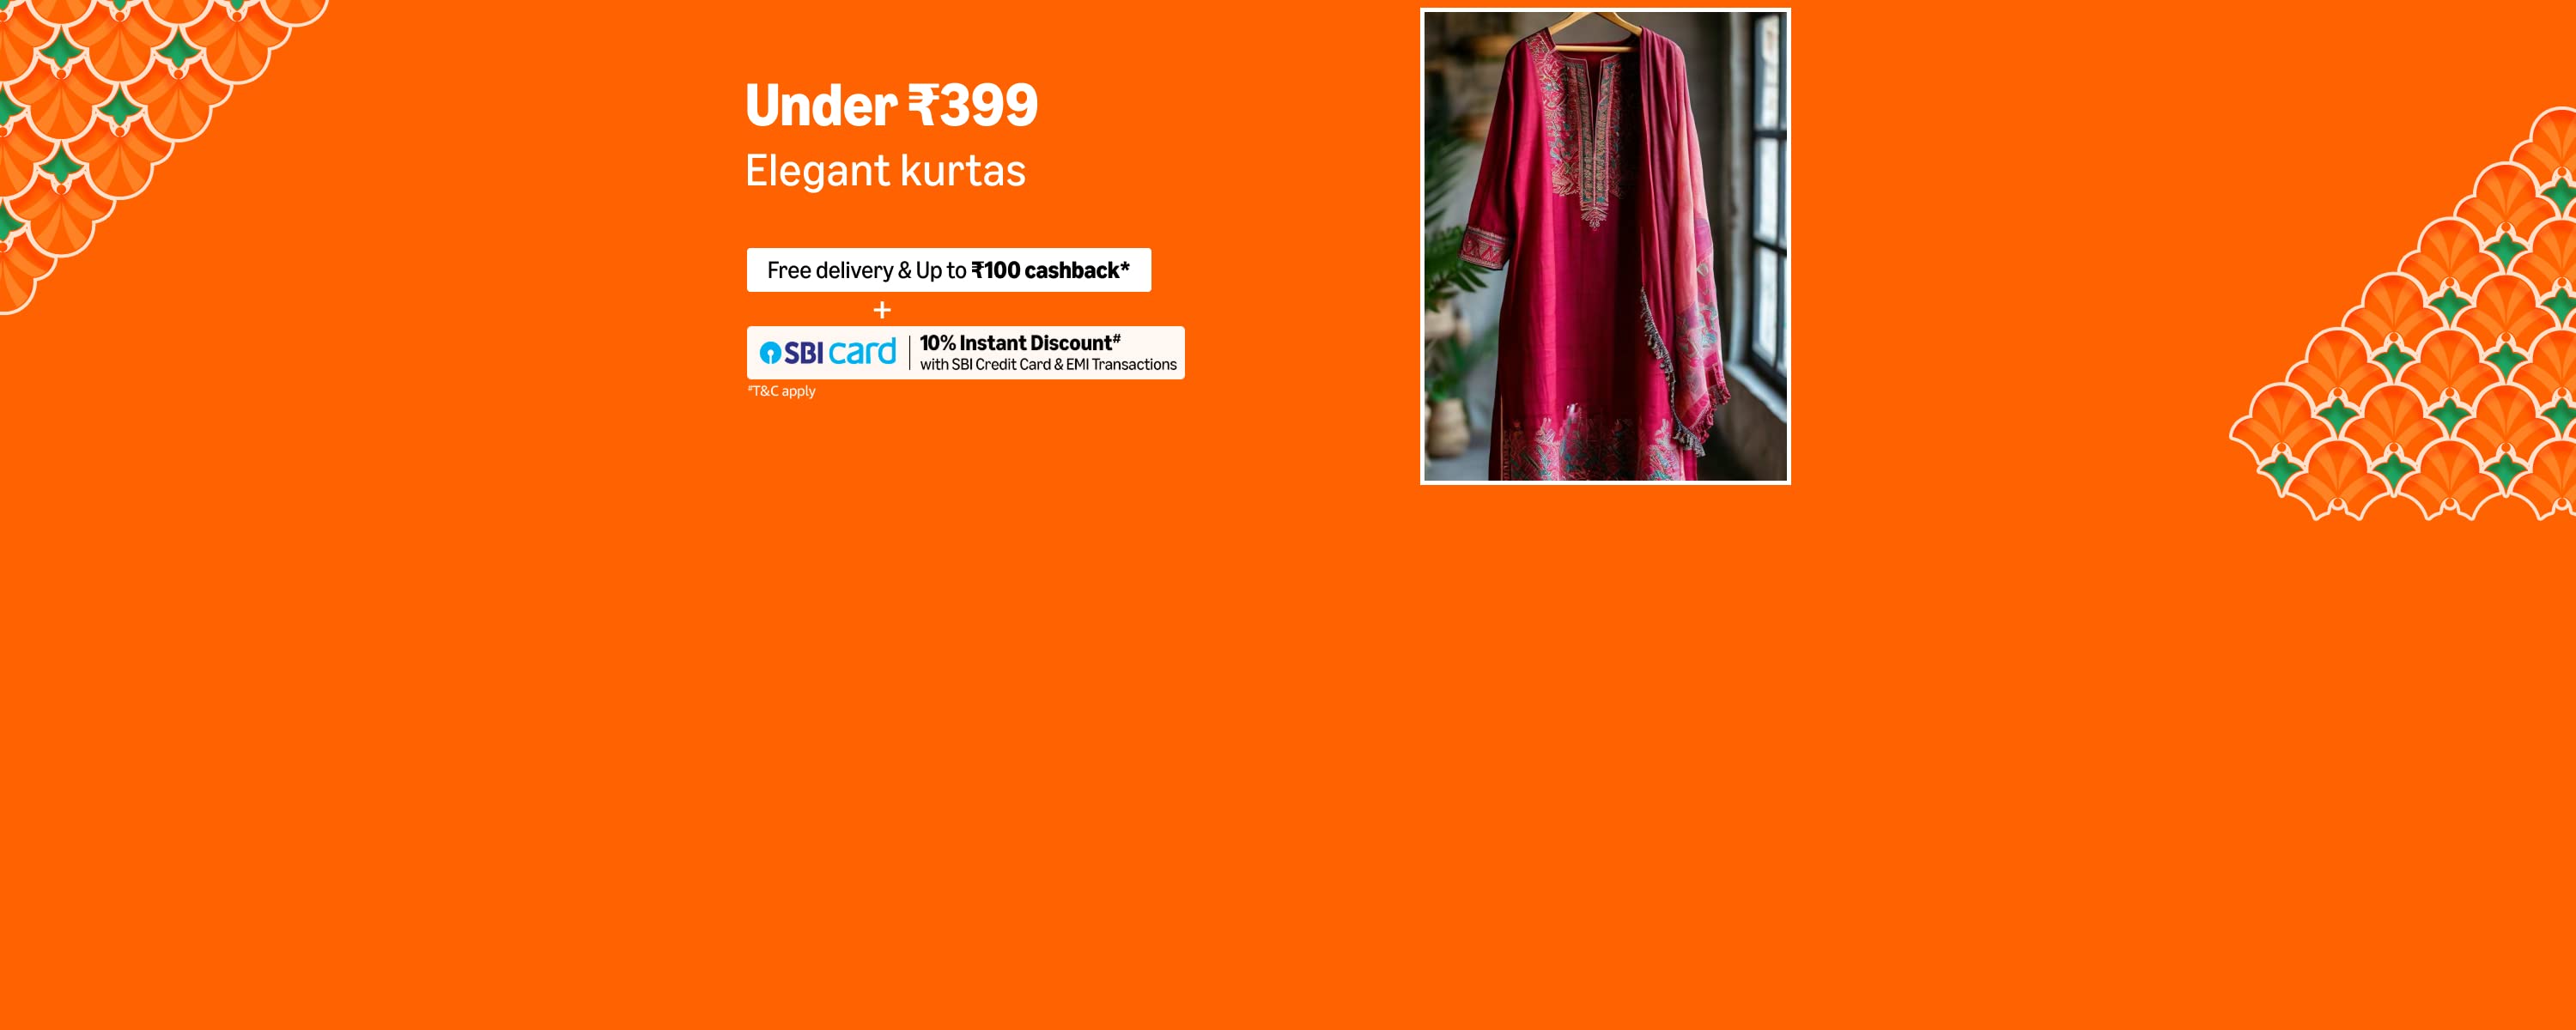 Under ₹399
Elegant kurtas
Free delivery & Up to ₹100 cashback*
+
SBI card
10% Instant Discount#
with SBI Credit Card & EMI Transactions
#T&C apply